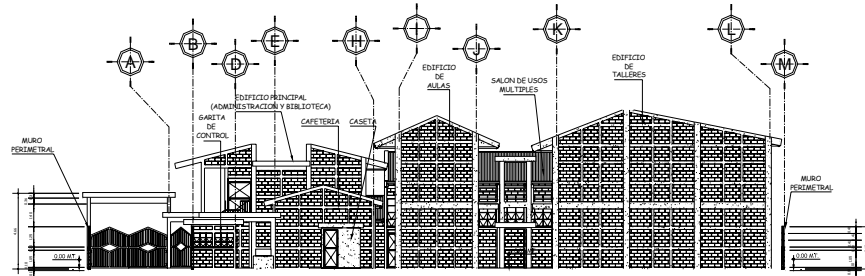 A
B
D
E
H
I
J
K
L
M
EDIFICIO PRINCIPAL
(ADMINISTRACION Y BIBLIOTECA)
GARITA
DE
CONTROL
CAFETERIA
CASETA
EDIFICIO
DE
AULAS
SALON DE USOS
MULTIPLES
EDIFICIO
DE
TALLERES
MURO
PERIMETRAL
MURO
PERIMETRAL
0.00 MT.
0.00 MT.